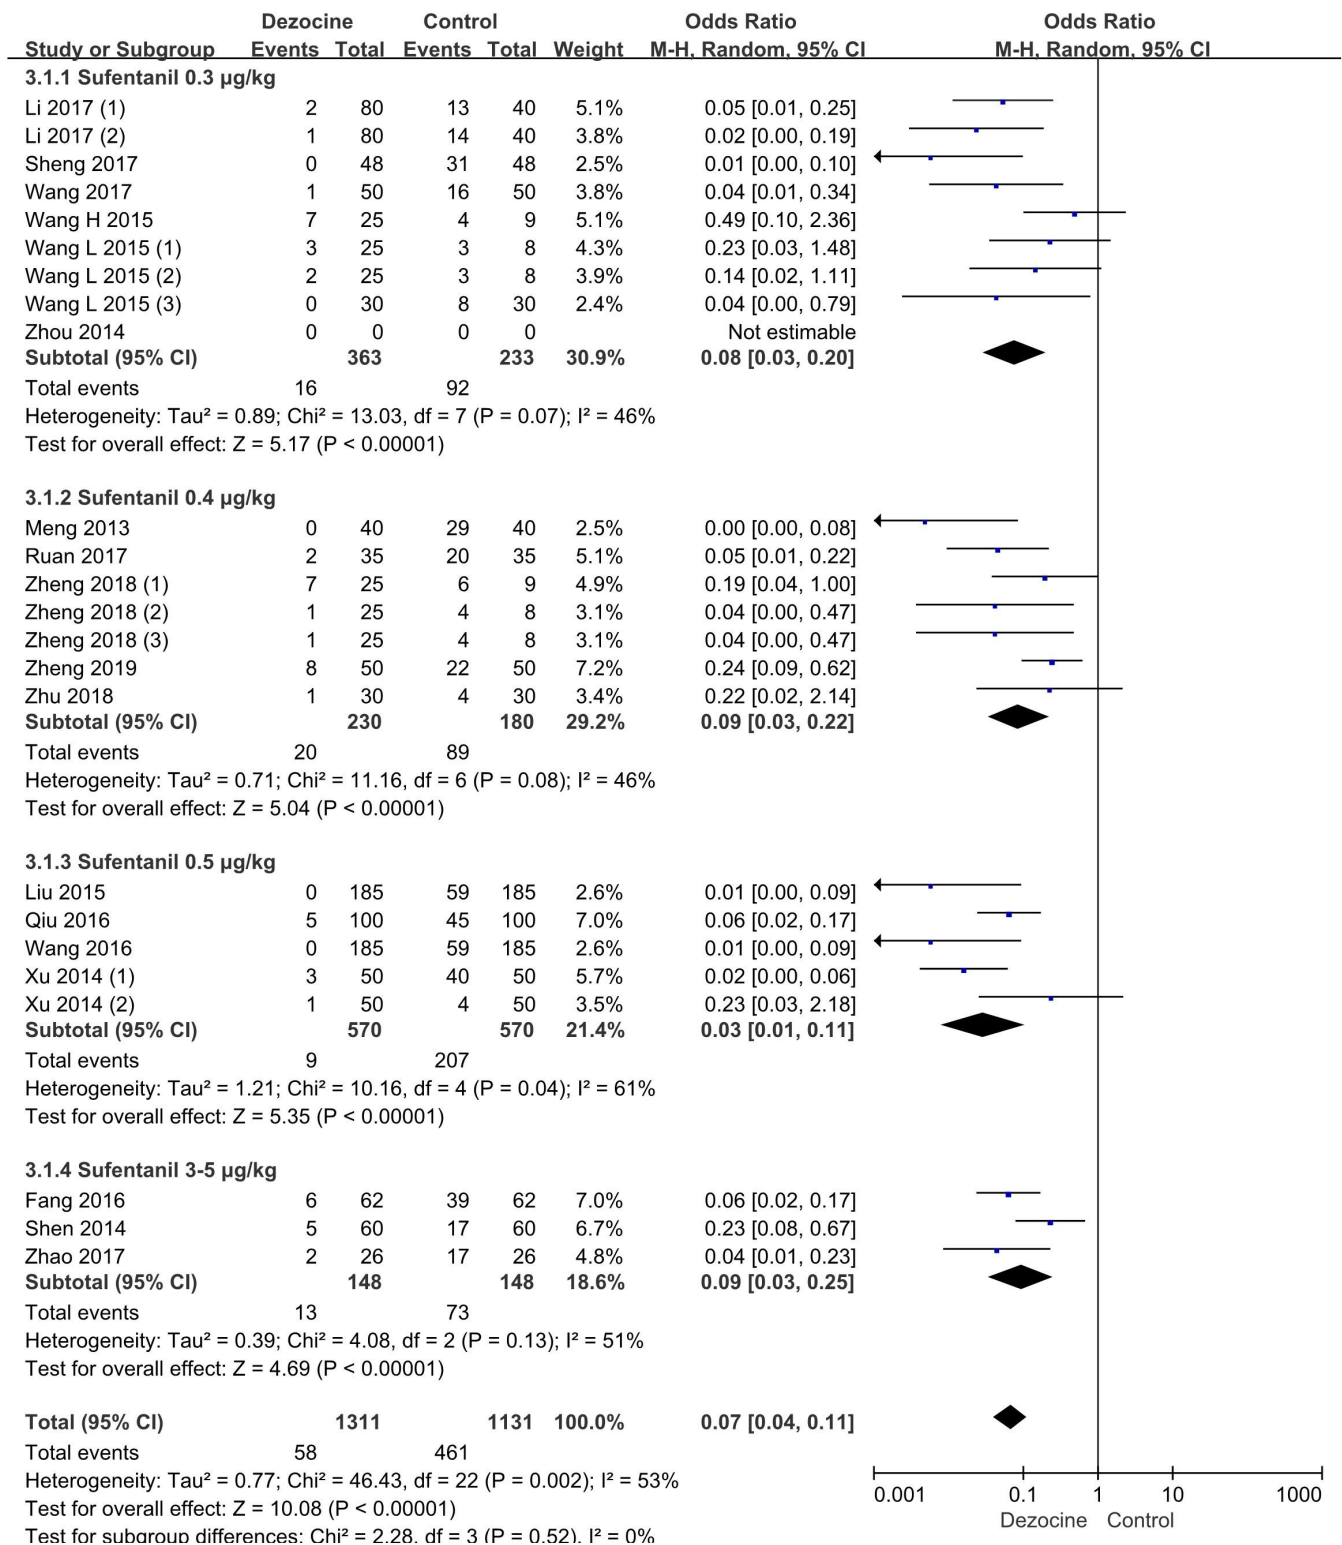 Dezocine Control Odds Ratio Odds Ratio
Study or Subgroup Events Total Events Total Weight M-H, Random, 95% CI M-H, Random, 95% CI
3.1.1 Sufentanil 0.3 µg/kg
Li 2017 (1) 2 80 13 40 5.1% 0.05 [0.01, 0.25]
Li 2017 (2) 1 80 14 40 3.8% 0.02 [0.00, 0.19]
Sheng 2017 0 48 31 48 2.5% 0.01 [0.00, 0.10]
Wang 2017 1 50 16 50 3.8% 0.04 [0.01, 0.34]
Wang H 2015 7 25 4 9 5.1% 0.49 [0.10, 2.36]
Wang L 2015 (1) 3 25 3 8 4.3% 0.23 [0.03, 1.48]
Wang L 2015 (2) 2 25 3 8 3.9% 0.14 [0.02, 1.11]
Wang L 2015 (3) 0 30 8 30 2.4% 0.04 [0.00, 0.79]
Zhou 2014 0 0 0 0 Not estimable
Subtotal (95% CI) 363 233 30.9% 0.08 [0.03, 0.20]
Total events 16 92
Heterogeneity: Tau² = 0.89; Chi² = 13.03, df = 7 (P = 0.07); I² = 46%
Test for overall effect: Z = 5.17 (P < 0.00001)
3.1.2 Sufentanil 0.4 µg/kg
Meng 2013 0 40 29 40 2.5% 0.00 [0.00, 0.08]
Ruan 2017 2 35 20 35 5.1% 0.05 [0.01, 0.22]
Zheng 2018 (1) 7 25 6 9 4.9% 0.19 [0.04, 1.00]
Zheng 2018 (2) 1 25 4 8 3.1% 0.04 [0.00, 0.47]
Zheng 2018 (3) 1 25 4 8 3.1% 0.04 [0.00, 0.47]
Zheng 2019 8 50 22 50 7.2% 0.24 [0.09, 0.62]
Zhu 2018 1 30 4 30 3.4% 0.22 [0.02, 2.14]
Subtotal (95% CI) 230 180 29.2% 0.09 [0.03, 0.22]
Total events 20 89
Heterogeneity: Tau² = 0.71; Chi² = 11.16, df = 6 (P = 0.08); I² = 46%
Test for overall effect: Z = 5.04 (P < 0.00001)
3.1.3 Sufentanil 0.5 µg/kg
Liu 2015 0 185 59 185 2.6% 0.01 [0.00, 0.09]
Qiu 2016 5 100 45 100 7.0% 0.06 [0.02, 0.17]
Wang 2016 0 185 59 185 2.6% 0.01 [0.00, 0.09]
Xu 2014 (1) 3 50 40 50 5.7% 0.02 [0.00, 0.06]
Xu 2014 (2) 1 50 4 50 3.5% 0.23 [0.03, 2.18]
Subtotal (95% CI) 570 570 21.4% 0.03 [0.01, 0.11]
Total events 9 207
Heterogeneity: Tau² = 1.21; Chi² = 10.16, df = 4 (P = 0.04); I² = 61%
Test for overall effect: Z = 5.35 (P < 0.00001)
3.1.4 Sufentanil 3-5 µg/kg
Fang 2016 6 62 39 62 7.0% 0.06 [0.02, 0.17]
Shen 2014 5 60 17 60 6.7% 0.23 [0.08, 0.67]
Zhao 2017 2 26 17 26 4.8% 0.04 [0.01, 0.23]
Subtotal (95% CI) 148 148 18.6% 0.09 [0.03, 0.25]
Total events 13 73
Heterogeneity: Tau² = 0.39; Chi² = 4.08, df = 2 (P = 0.13); I² = 51%
Test for overall effect: Z = 4.69 (P < 0.00001)
Total (95% CI) 1311 1131 100.0% 0.07 [0.04, 0.11]
Total events 58 461
Heterogeneity: Tau² = 0.77; Chi² = 46.43, df = 22 (P = 0.002); I² = 53%
Test for overall effect: Z = 10.08 (P < 0.00001)
Test for subgroup differences: Chi² = 2.28, df = 3 (P = 0.52), I² = 0%
0.001 0.1 1 10 1000
Dezocine Control